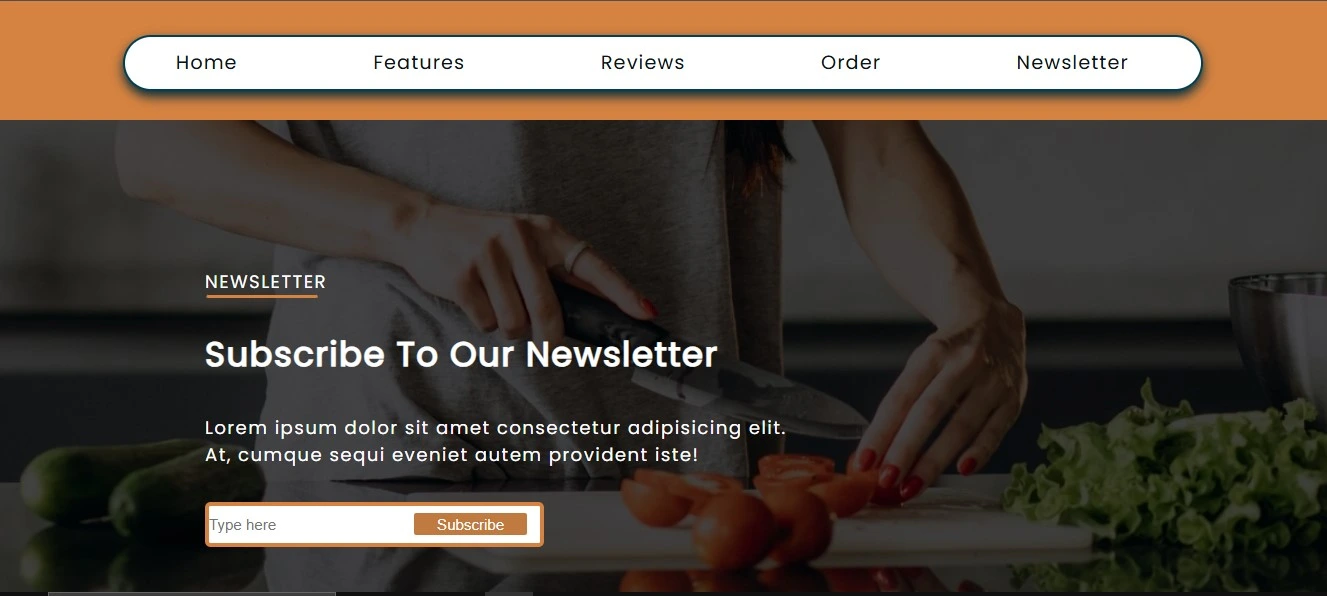 Home Features Reviews Order Newsletter
NEWSLETTER
Subscribe To Our Newsletter
Lorem ipsum dolor sit amet consectetur adipisicing elit.
At, cumque sequi eveniet autem provident iste!
Type here Subscribe